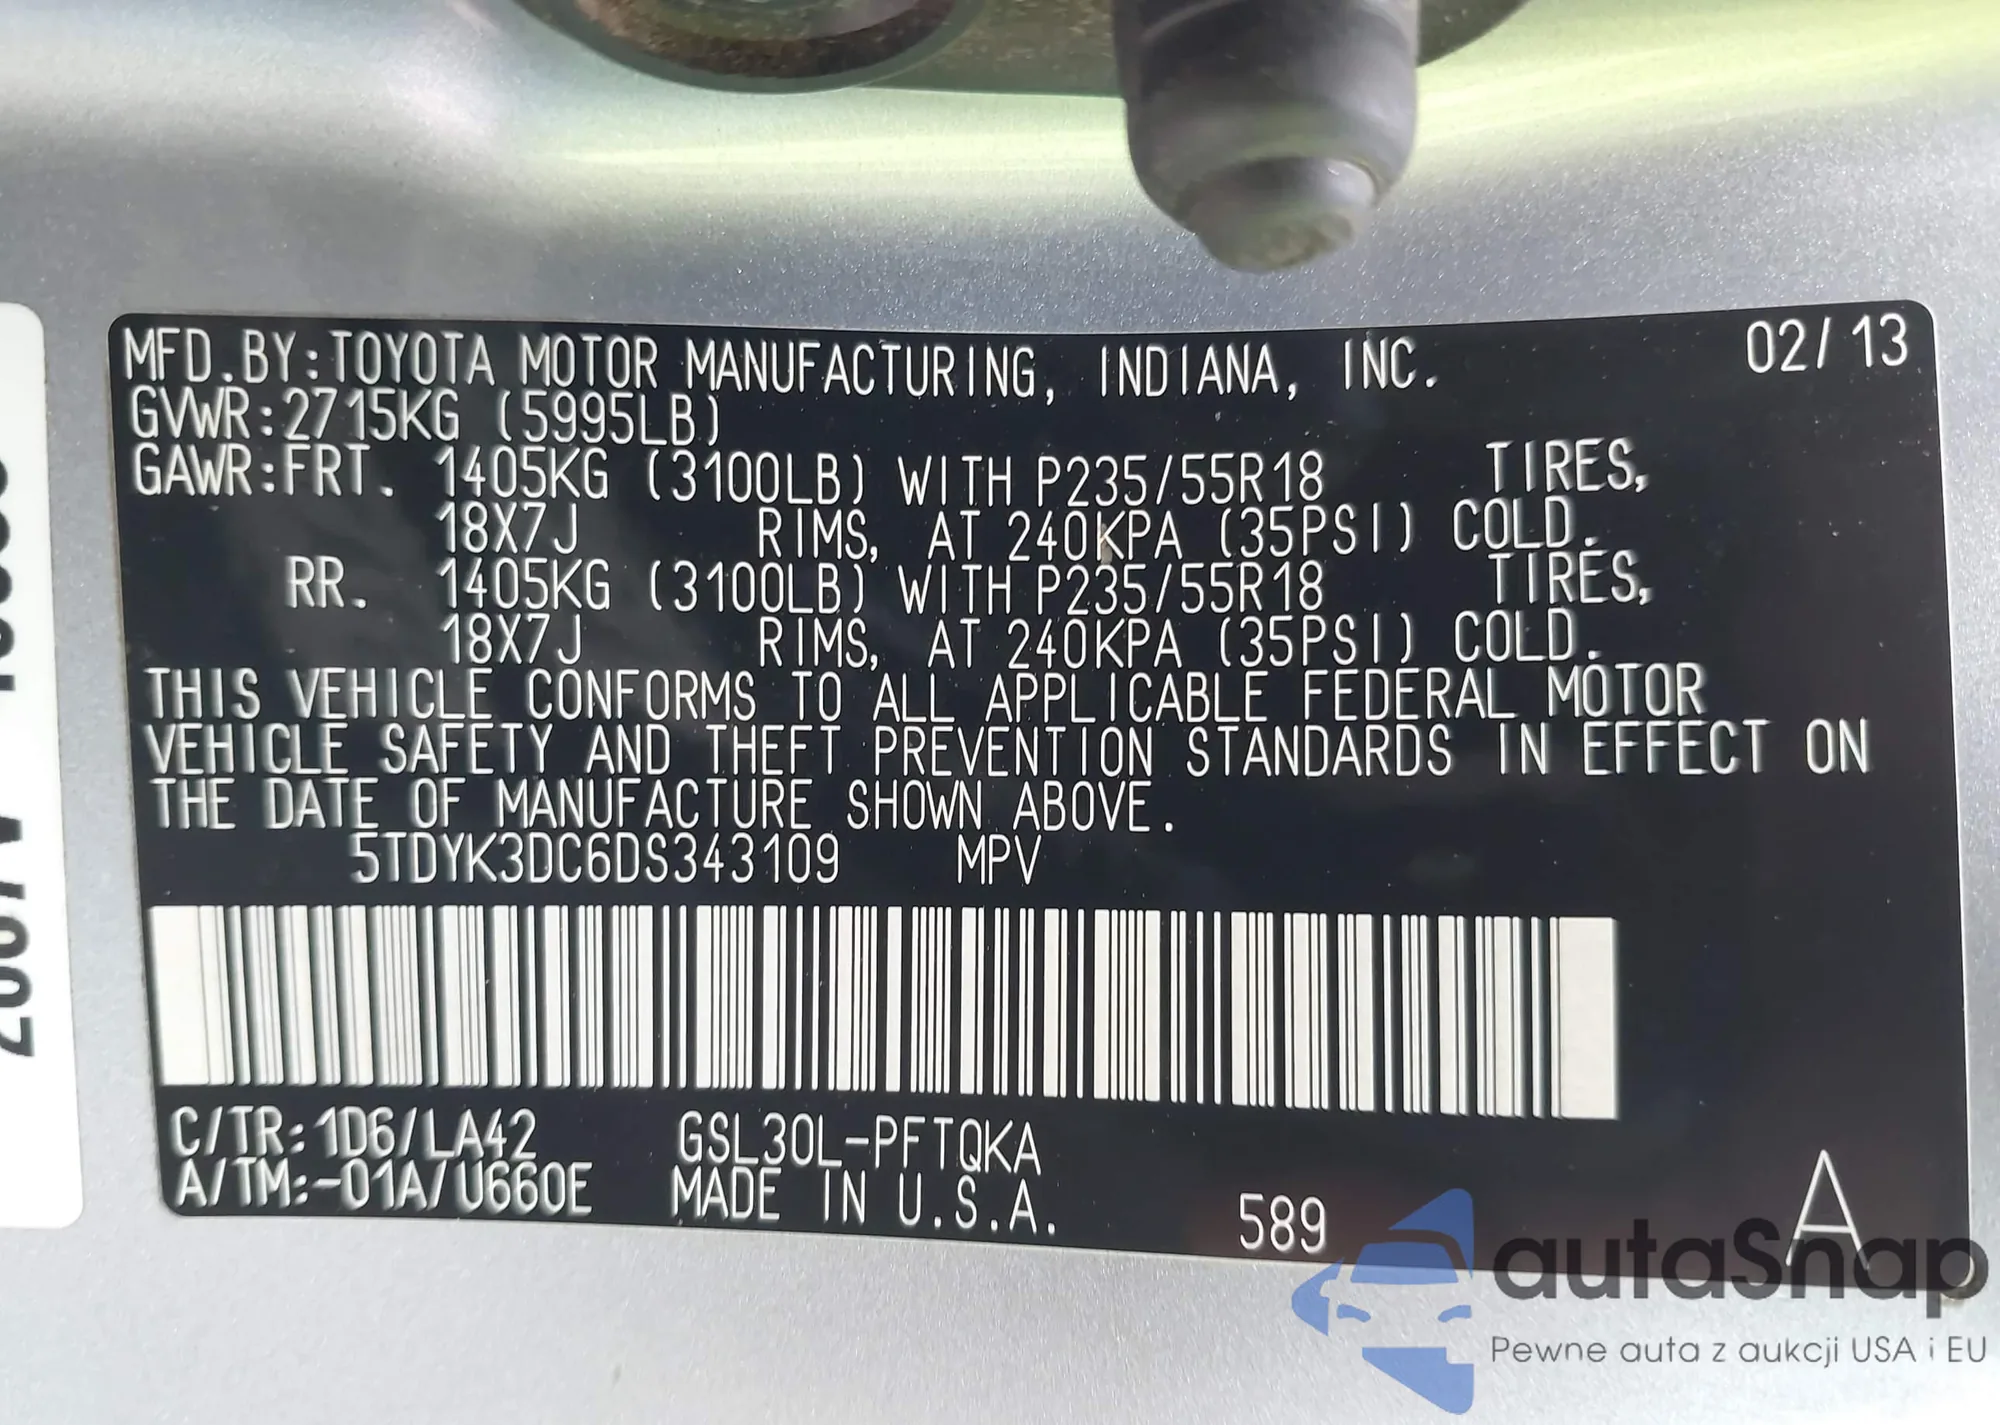 MFD.BY:TOYOTA MOTOR MANUFACTURING, INDIANA, INC. 02/13
GVWR:2715KG (5995LB)
GAWR:FRT. 1405KG (3100LB) WITH P235/55R18 TIRES,
18X7J RIMS, AT 240KPA (35PSI) COLD.
RR. 1405KG (3100LB) WITH P235/55R18 TIRES,
18X7J RIMS, AT 240KPA (35PSI) COLD.
THIS VEHICLE CONFORMS TO ALL APPLICABLE FEDERAL MOTOR
VEHICLE SAFETY AND THEFT PREVENTION STANDARDS IN EFFECT ON
THE DATE OF MANUFACTURE SHOWN ABOVE.
5TDYK3DC6DS343109 MPV
C/TR:1D6/LA42 GSL30L-PFTQKA
A/TM:-01A/U660E MADE IN U.S.A. 589 A
autaSnap
Pewne auta z aukcji USA i EU